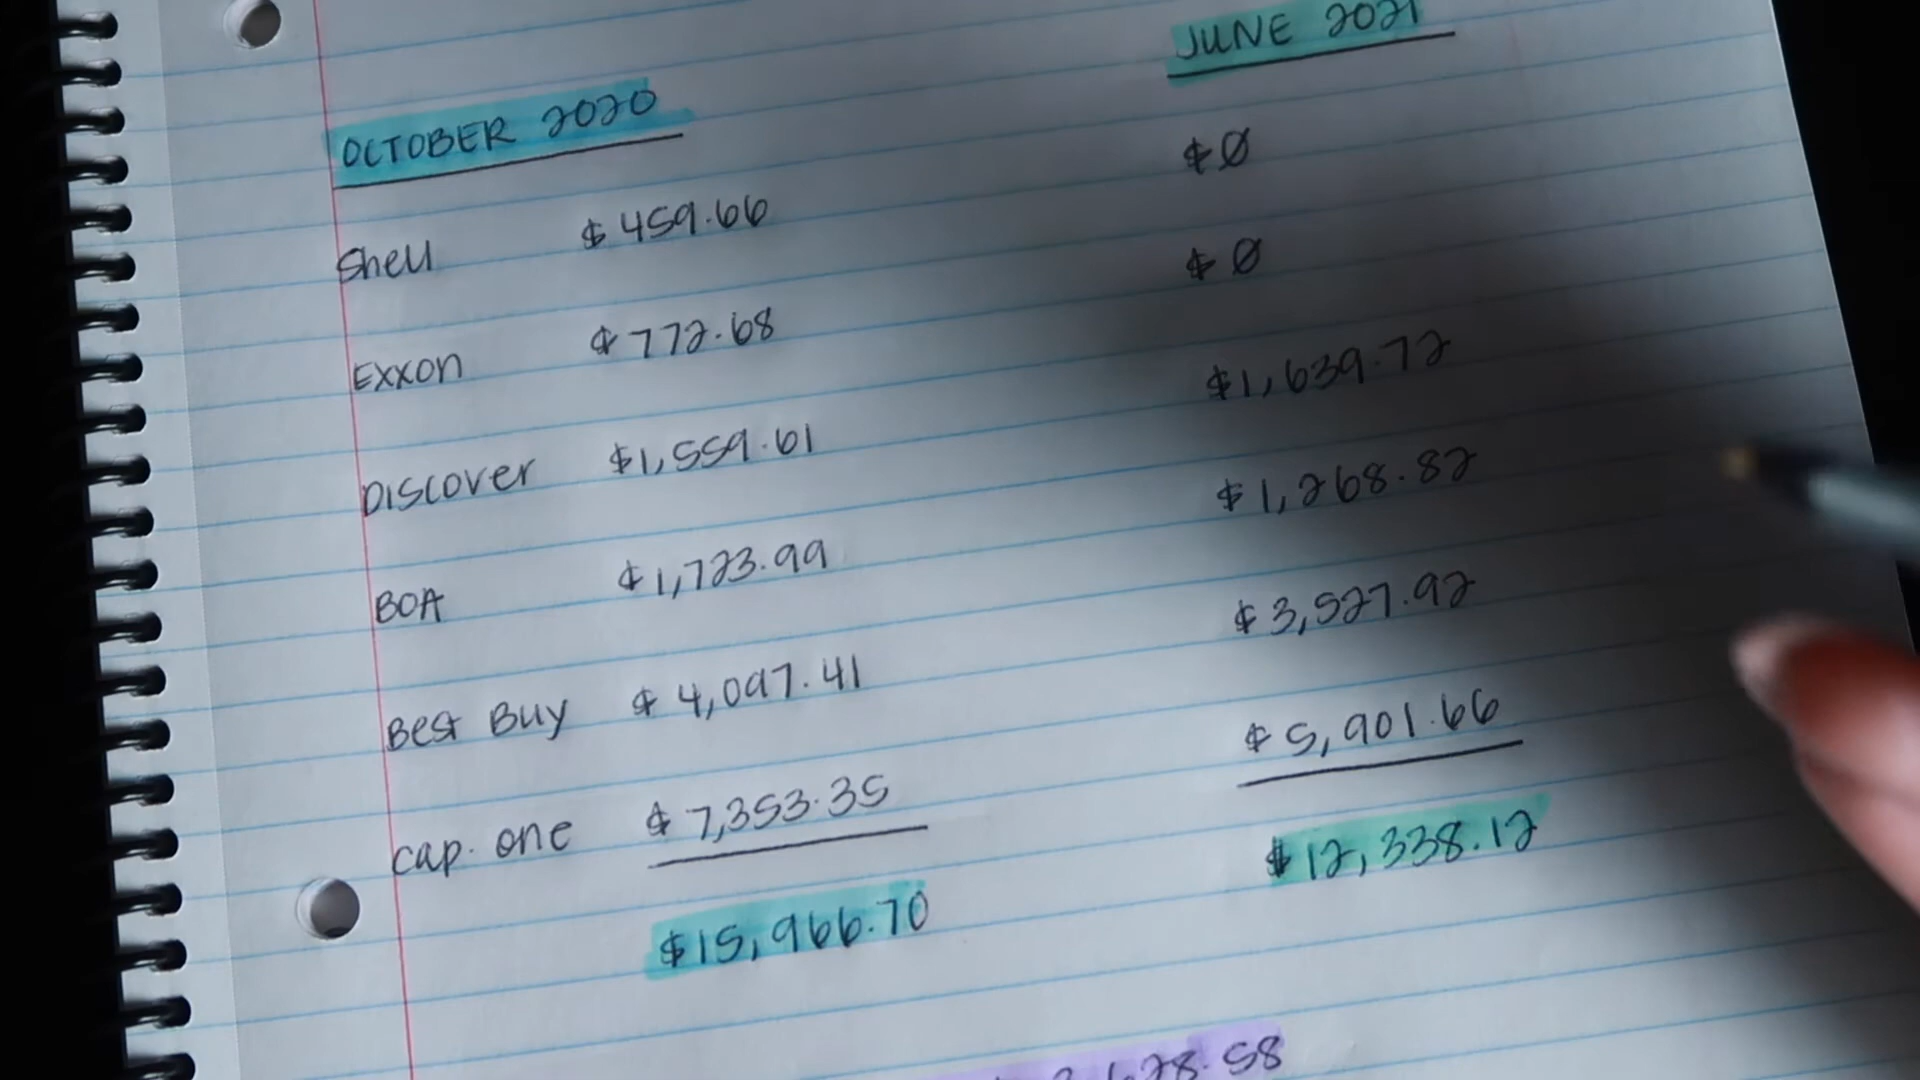 OCTOBER 2020 JUNE 2021
Shell $459.66 $0
Exxon $772.68 $0
Discover $1,559.61 $1,639.72
BOA $1,723.99 $1,268.82
Best Buy $4,097.41 $3,527.92
cap. one $7,353.35 $5,901.66
$15,966.70 $12,338.12
628.58